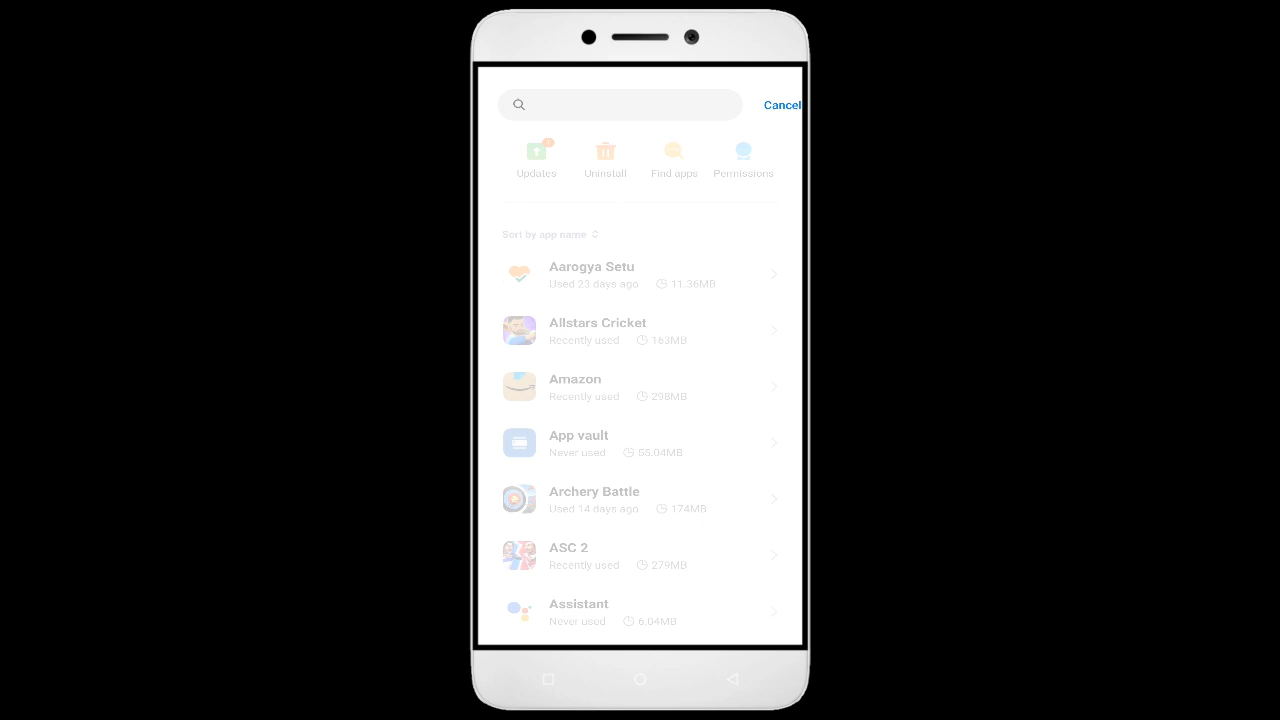 Cancel
Updates Uninstall Find apps Permissions
Sort by app name
Aarogya Setu
Used 23 days ago 11.36MB
Allstars Cricket
Recently used 163MB
Amazon
Recently used 298MB
App vault
Never used 55.04MB
Archery Battle
Used 14 days ago 174MB
ASC 2
Recently used 279MB
Assistant
Never used 6.04MB